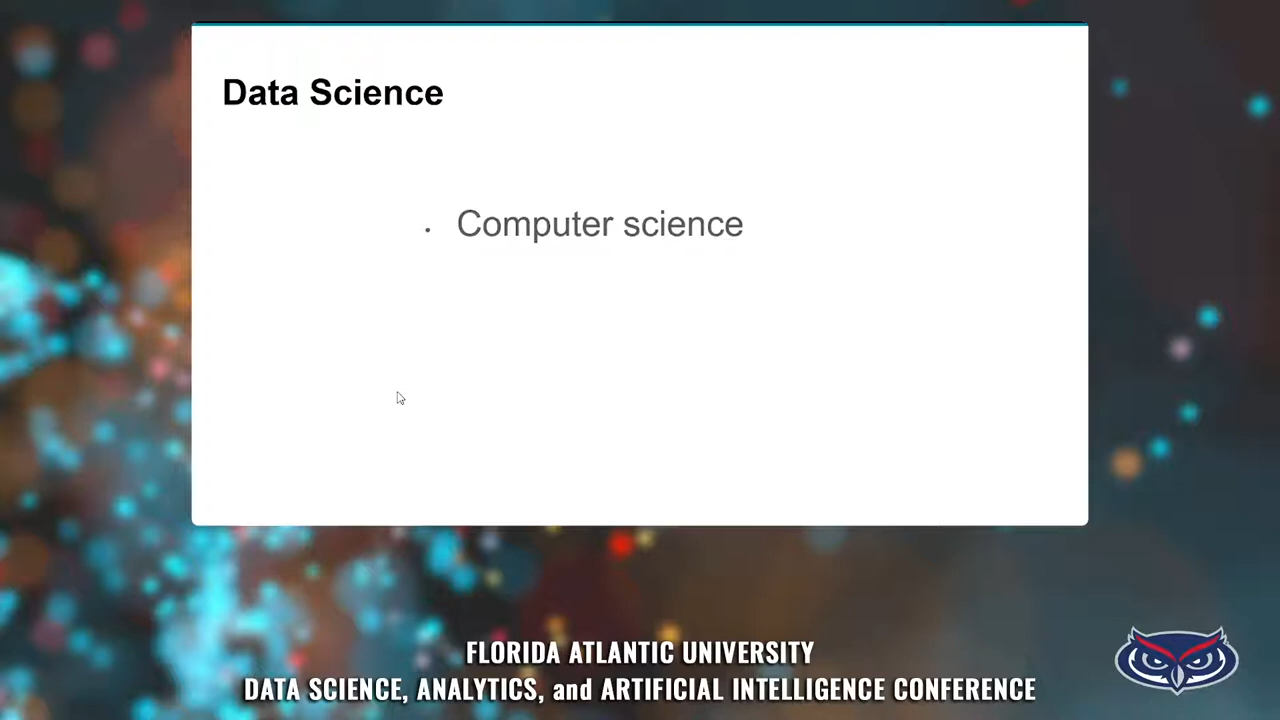 Data Science
• Computer science
FLORIDA ATLANTIC UNIVERSITY
DATA SCIENCE, ANALYTICS, and ARTIFICIAL INTELLIGENCE CONFERENCE